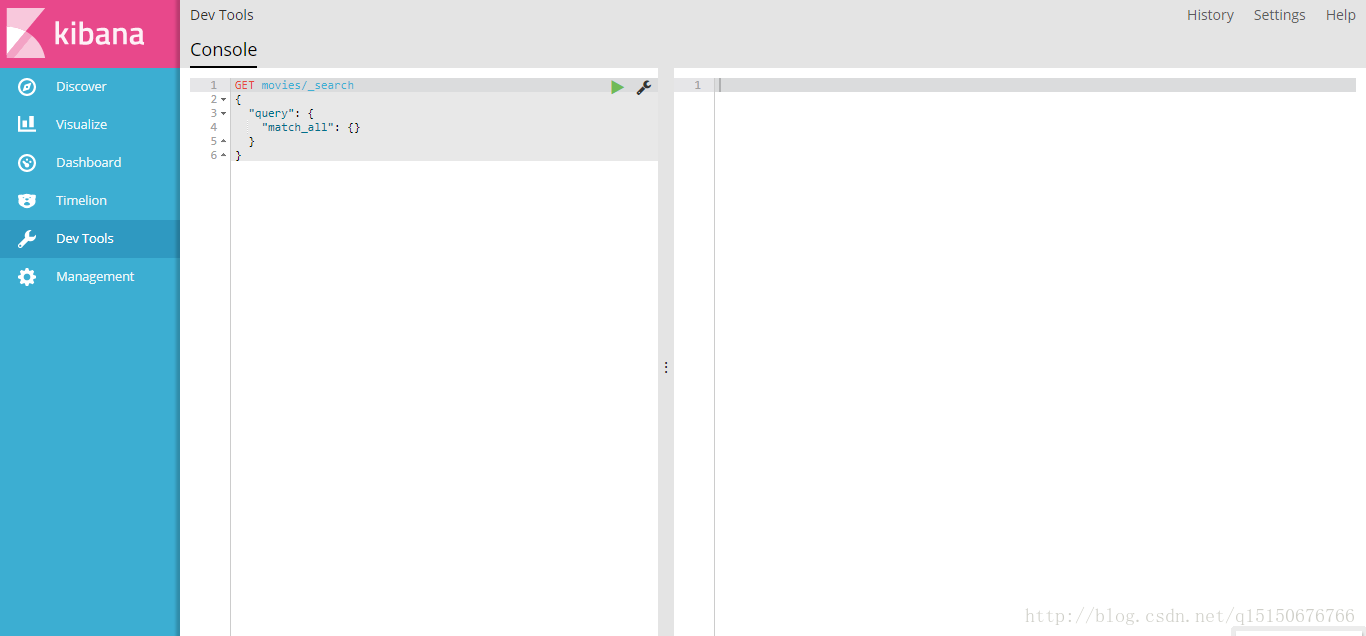 kibana
Discover
Visualize
Dashboard
Timelion
Dev Tools
Management
Dev Tools
History Settings Help
Console
1 GET movies/_search
2 {
3 "query": {
4 "match_all": {}
5 }
6 }
1
http://blog.csdn.net/q15150676766